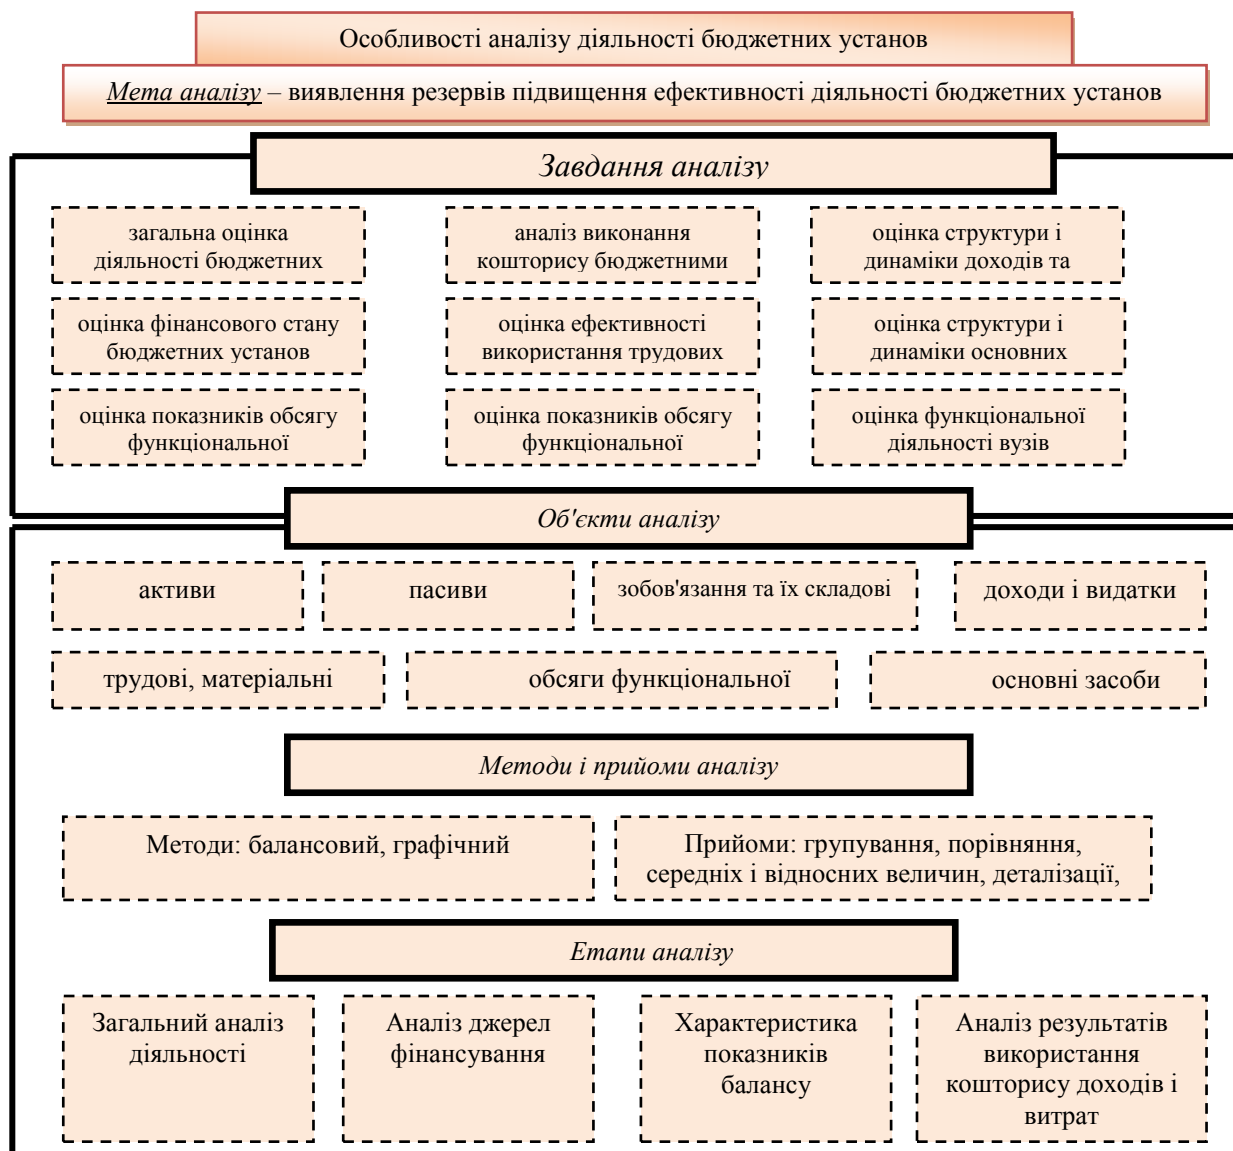 Особливості аналізу діяльності бюджетних установ
Мета аналізу – виявлення резервів підвищення ефективності діяльності бюджетних установ
Завдання аналізу
загальна оцінка
діяльності бюджетних
аналіз виконання
кошторису бюджетними
оцінка структури і
динаміки доходів та
оцінка фінансового стану
бюджетних установ
оцінка ефективності
використання трудових
оцінка структури і
динаміки основних
оцінка показників обсягу
функціональної
оцінка показників обсягу
функціональної
оцінка функціональної
діяльності вузів
Об'єкти аналізу
активи
пасиви
зобов'язання та їх складові
доходи і видатки
трудові, матеріальні
обсяги функціональної
основні засоби
Методи і прийоми аналізу
Методи: балансовий, графічний
Прийоми: групування, порівняння,
середніх і відносних величин, деталізації,
Етапи аналізу
Загальний аналіз
діяльності
Аналіз джерел
фінансування
Характеристика
показників
балансу
Аналіз результатів
використання
кошторису доходів і
витрат